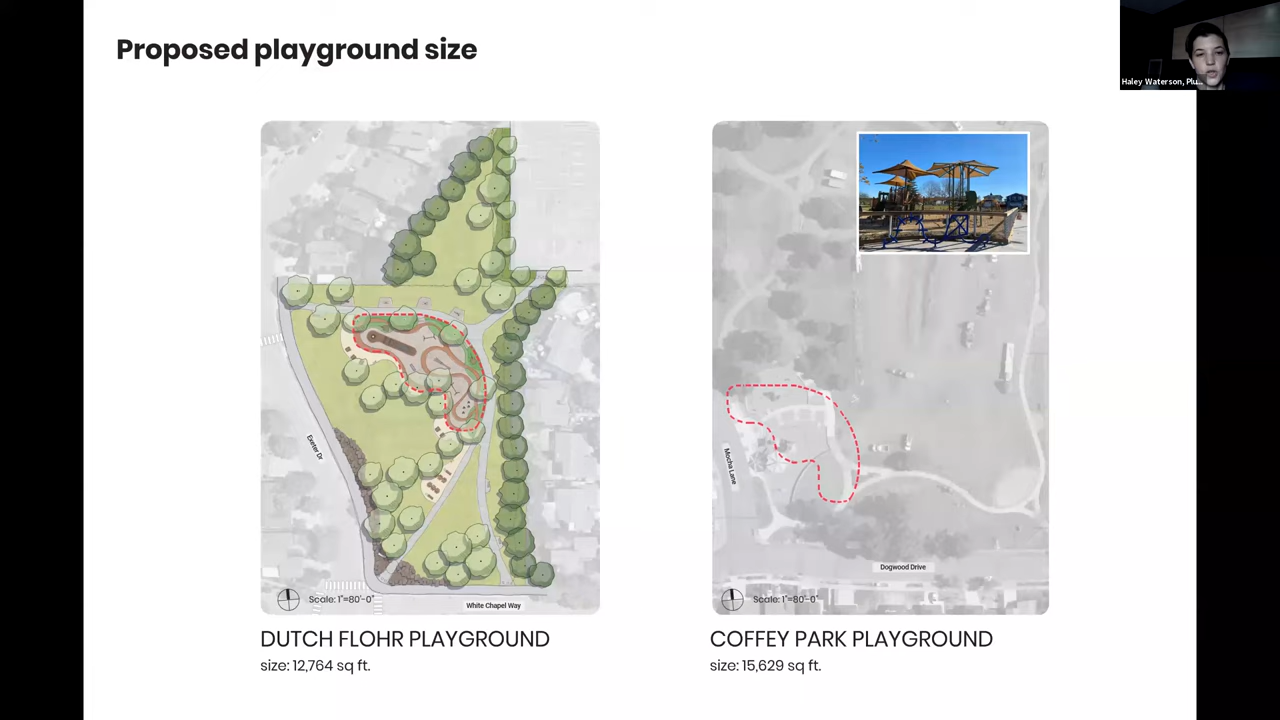 Proposed playground size
Haley Waterson, Plu...
Exeter Dr
Scale: 1"=80'-0"
White Chapel Way
DUTCH FLOHR PLAYGROUND
size: 12,764 sq ft.
Mocha Lane
Dogwood Drive
Scale: 1"=80'-0"
COFFEY PARK PLAYGROUND
size: 15,629 sq ft.